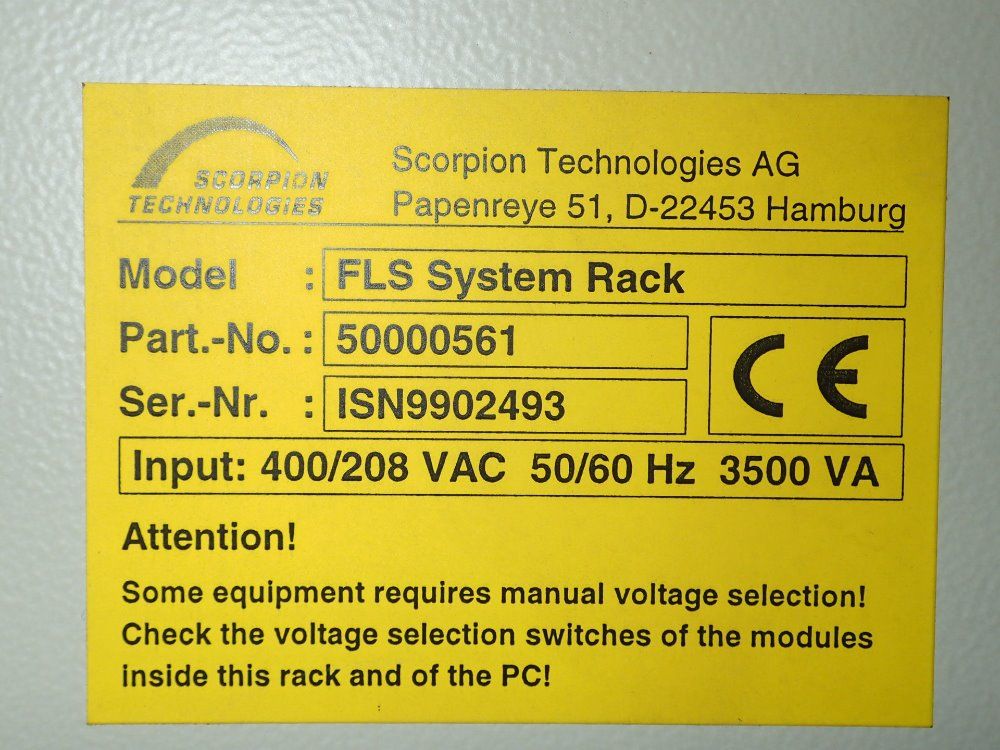 SCORPION
TECHNOLOGIES
Scorpion Technologies AG
Papenreye 51, D-22453 Hamburg
Model : FLS System Rack
Part.-No. : 50000561
Ser.-Nr. : ISN9902493
CE
Input: 400/208 VAC 50/60 Hz 3500 VA
Attention!
Some equipment requires manual voltage selection!
Check the voltage selection switches of the modules
inside this rack and of the PC!